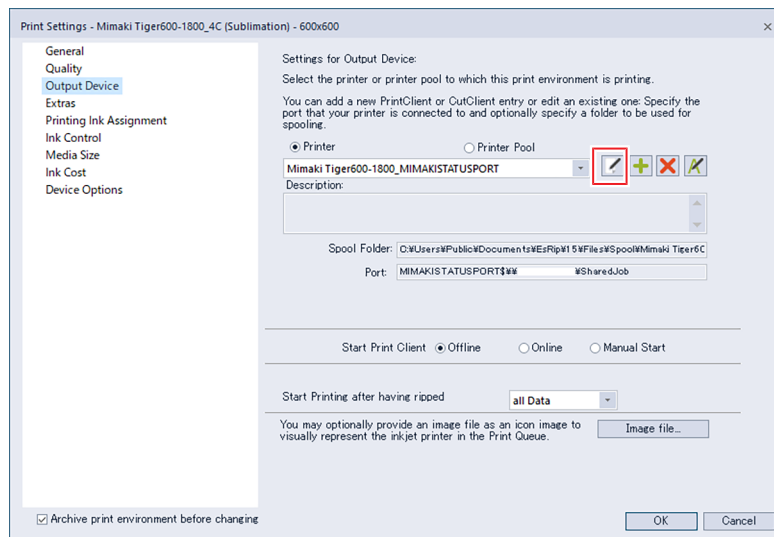 Print Settings - Mimaki Tiger600-1800_4C (Sublimation) - 600x600
General
Quality
Output Device
Extras
Printing Ink Assignment
Ink Control
Media Size
Ink Cost
Device Options
Archive print environment before changing
Settings for Output Device:
Select the printer or printer pool to which this print environment is printing.
You can add a new PrintClient or CutClient entry or edit an existing one: Specify the
port that your printer is connected to and optionally specify a folder to be used for
spooling.
Printer
Printer Pool
Mimaki Tiger600-1800_MIMAKISTATUSPORT
Description:
Spool Folder: C:¥Users¥Public¥Documents¥EsRip¥15¥Files¥Spool¥Mimaki Tiger6C
Port: MIMAKISTATUSPORT$¥¥ ¥SharedJob
Start Print Client Offline Online Manual Start
Start Printing after having ripped all Data
You may optionally provide an image file as an icon image to
visually represent the inkjet printer in the Print Queue.
Image file...
OK
Cancel